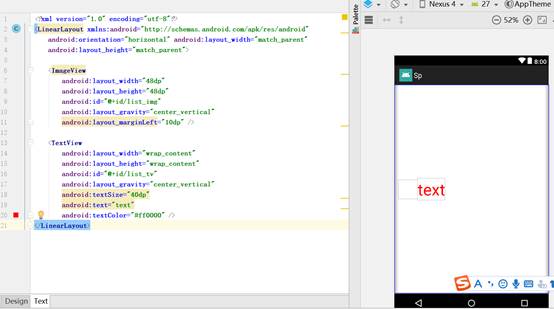 Nexus 4
27
AppTheme
52%
Palette
1 <?xml version="1.0" encoding="utf-8"?>
2 <LinearLayout xmlns:android="http://schemas.android.com/apk/res/android"
3 android:orientation="horizontal" android:layout_width="match_parent"
4 android:layout_height="match_parent">
5
6 <ImageView
7 android:layout_width="48dp"
8 android:layout_height="48dp"
9 android:id="@+id/list_img"
10 android:layout_gravity="center_vertical"
11 android:layout_marginLeft="10dp" />
12
13 <TextView
14 android:layout_width="wrap_content"
15 android:layout_height="wrap_content"
16 android:id="@+id/list_tv"
17 android:layout_gravity="center_vertical"
18 android:textSize="40dp"
19 android:text="text"
20 android:textColor="#ff0000" />
21 </LinearLayout>
Design Text
8:00
Sp
text
S A